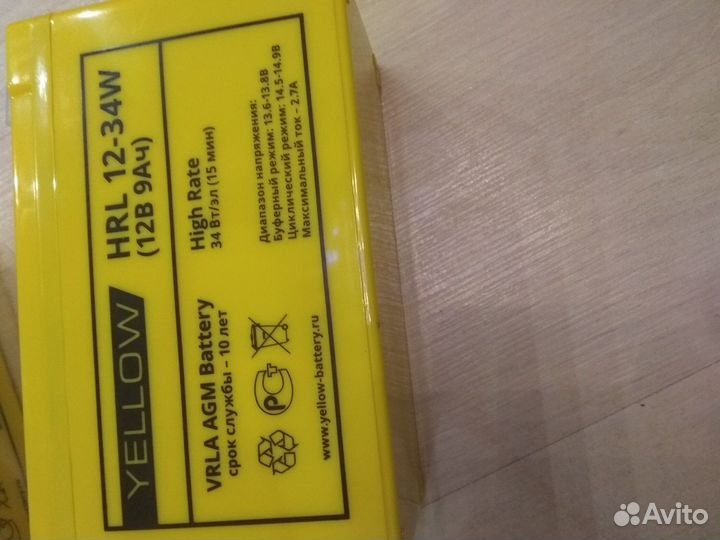 YELLOW
HRL 12-34W
(12В 9Ач)
VRLA AGM Battery
срок службы – 10 лет
High Rate
34 Вт/эл (15 мин)
Диапазон напряжения:
Буферный режим: 13.6-13.8В
Циклический режим: 14.5-14.9В
Максимальный ток – 2.7А
РС
www.yellow-battery.ru
Avito